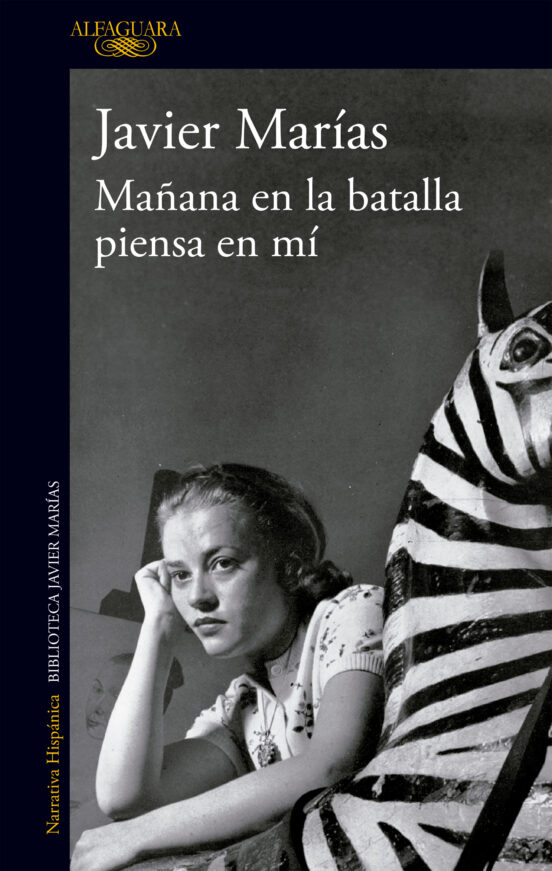 ALFAGUARA
Javier Marías
Mañana en la batalla
piensa en mí
Narrativa Hispánica BIBLIOTECA JAVIER MARÍAS